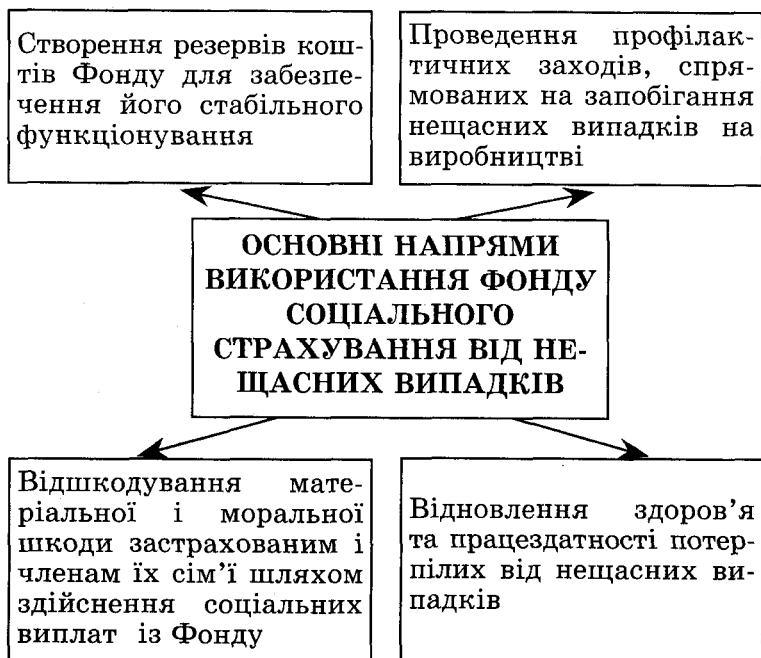 Створення резервів кош-
тів Фонду для забезпе-
чення його стабільного
функціонування
Проведення профілак-
тичних заходів, спря-
мованих на запобігання
нещасних випадків на
виробництві
ОСНОВНІ НАПРЯМИ
ВИКОРИСТАННЯ ФОНДУ
СОЦІАЛЬНОГО
СТРАХУВАННЯ ВІД НЕ-
ЩАСНИХ ВИПАДКІВ
Відшкодування мате-
ріальної і моральної
шкоди застрахованим і
членам їх сім’ї шляхом
здійснення соціальних
виплат із Фонду
Відновлення здоров’я
та працездатності потер-
пілих від нещасних ви-
падків